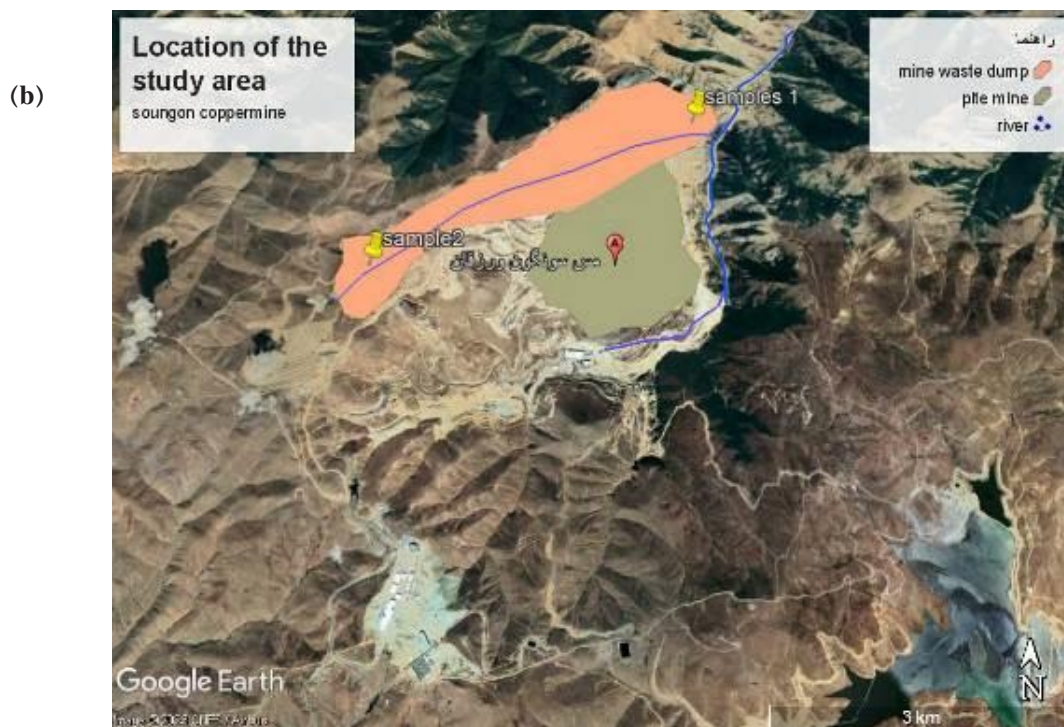 (b)
Location of the
study area
soungon coppermine
راهنما
mine waste dump
pite mine
river
samples 1
sample2
مس سونگون ورزقان
A
Google Earth
3 km
N